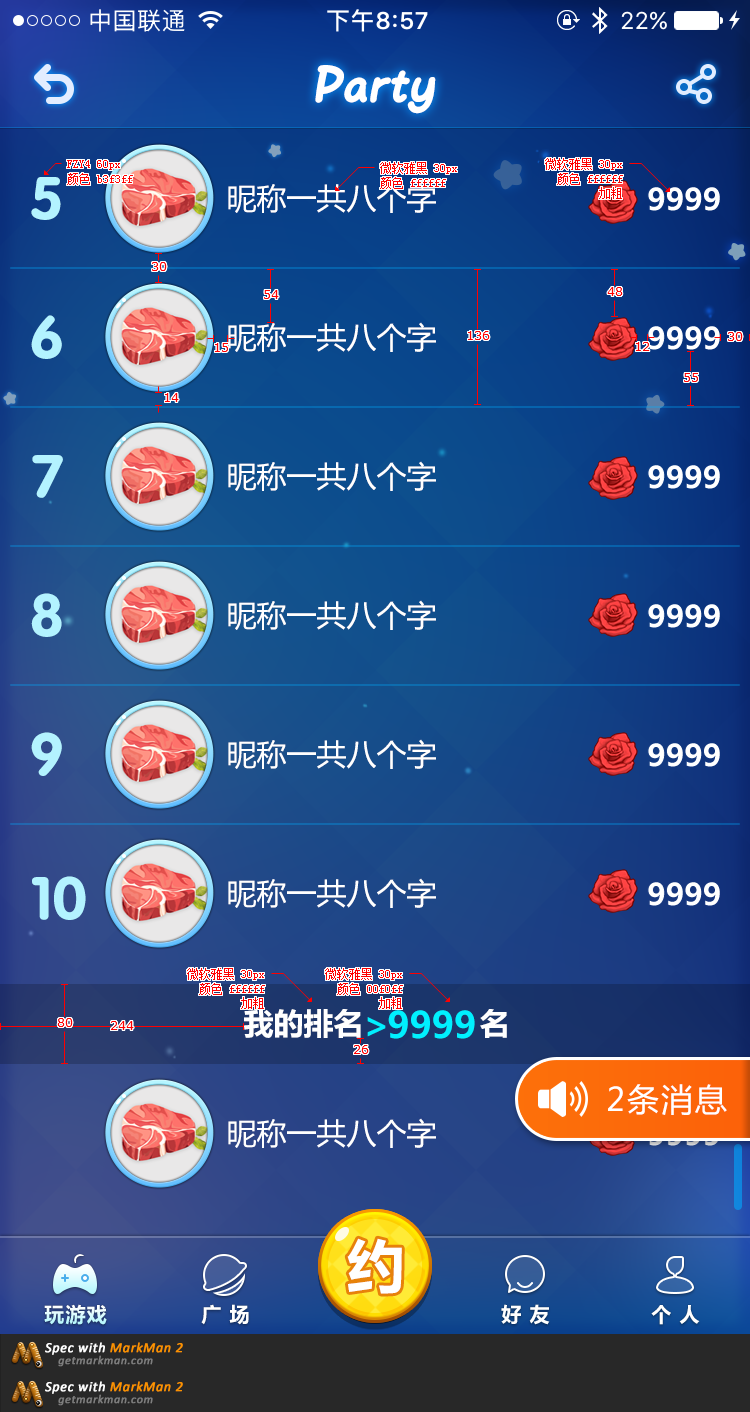 中国联通 下午8:57 22%
Party
FZY4 60px
颜色 b3f3ff
微软雅黑 30px
颜色 ffffff
微软雅黑 30px
颜色 ffffff
加粗
5 昵称一共八个字 9999
30
54
48
6 昵称一共八个字 9999
15
136
12
30
55
14
7 昵称一共八个字 9999
8 昵称一共八个字 9999
9 昵称一共八个字 9999
10 昵称一共八个字 9999
微软雅黑 30px
颜色 ffffff
加粗
微软雅黑 30px
颜色 00f0ff
加粗
80
244
我的排名>9999名
26
2条消息
昵称一共八个字 9999
约
玩游戏 广场 好友 个人
Spec with MarkMan 2
getmarkman.com
Spec with MarkMan 2
getmarkman.com